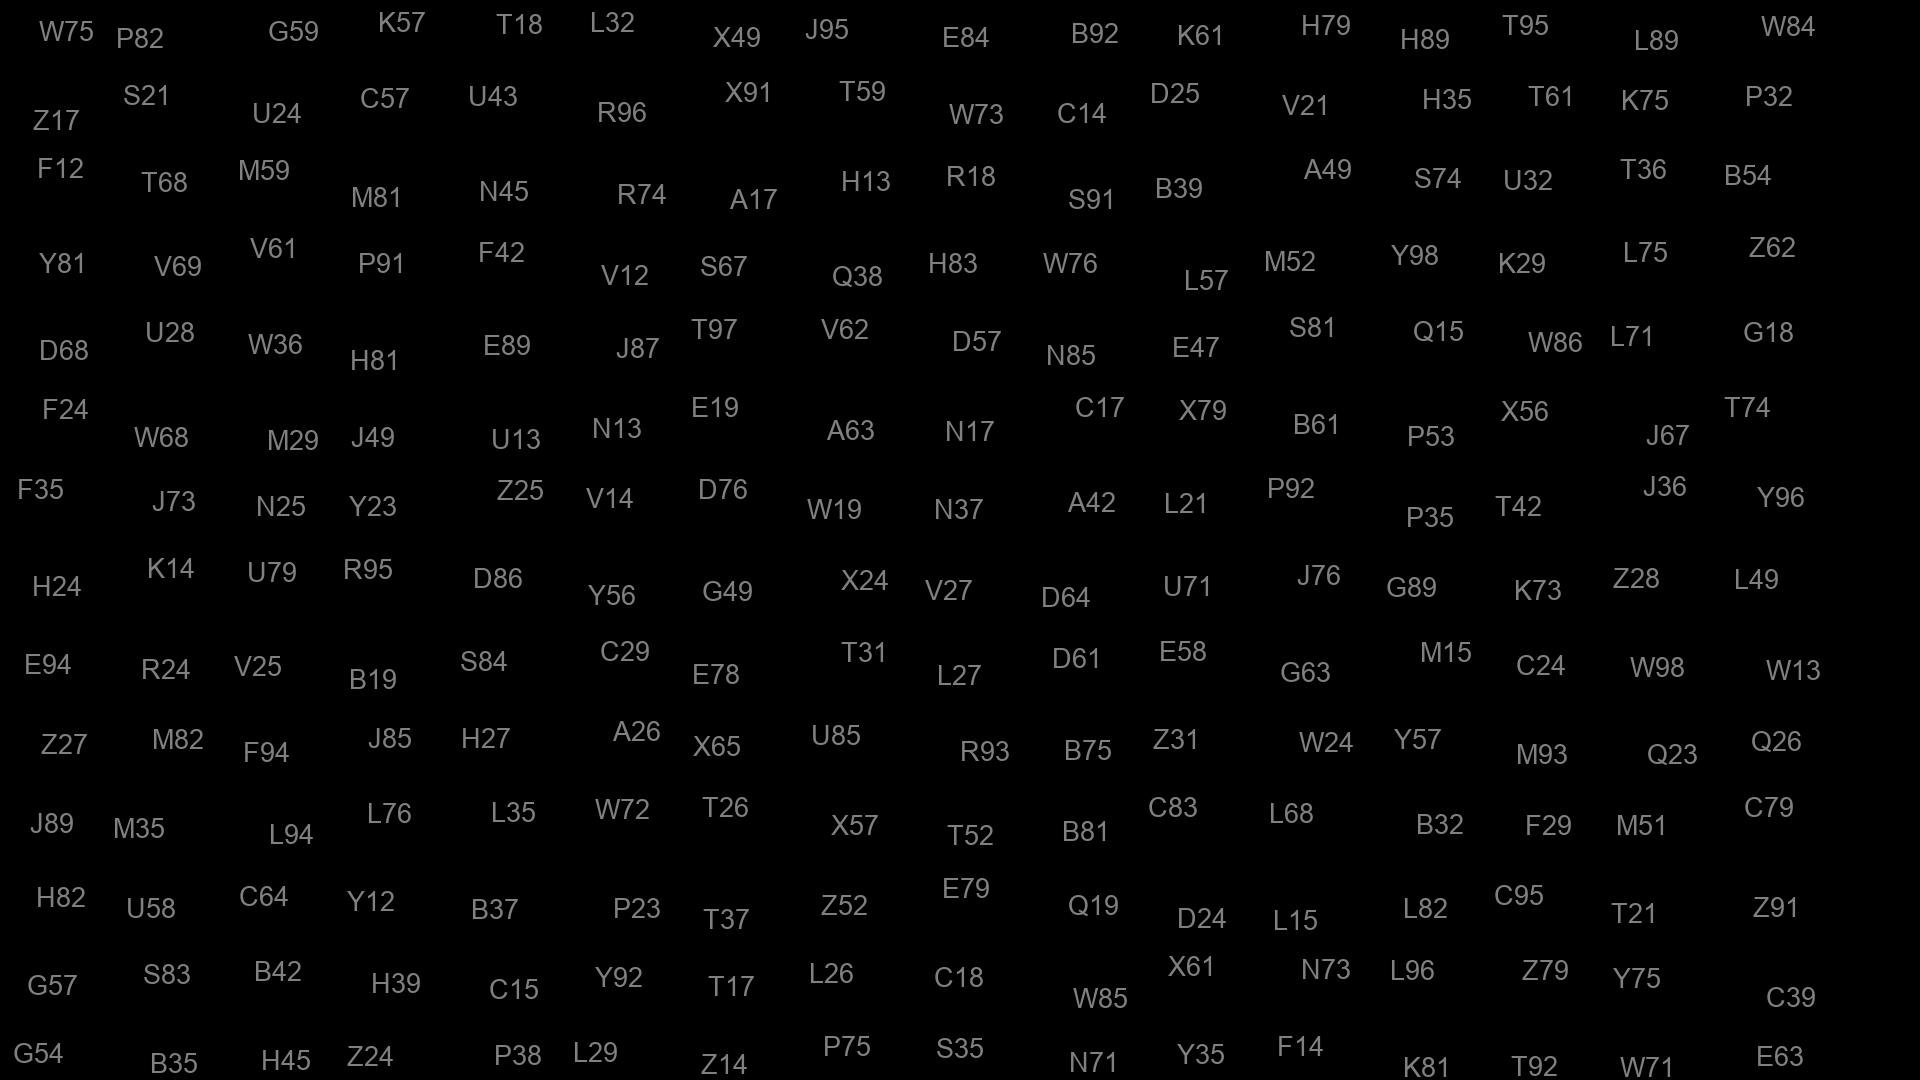 W75 P82 G59 K57 T18 L32 X49 J95 E84 B92 K61 H79 H89 T95 L89 W84
Z17 S21 U24 C57 U43 R96 X91 T59 W73 C14 D25 V21 H35 T61 K75 P32
F12 T68 M59 M81 N45 R74 A17 H13 R18 S91 B39 A49 S74 U32 T36 B54
Y81 V69 V61 P91 F42 V12 S67 Q38 H83 W76 L57 M52 Y98 K29 L75 Z62
D68 U28 W36 H81 E89 J87 T97 V62 D57 N85 E47 S81 Q15 W86 L71 G18
F24 W68 M29 J49 U13 N13 E19 A63 N17 C17 X79 B61 P53 X56 J67 T74
F35 J73 N25 Y23 Z25 V14 D76 W19 N37 A42 L21 P92 P35 T42 J36 Y96
H24 K14 U79 R95 D86 Y56 G49 X24 V27 D64 U71 J76 G89 K73 Z28 L49
E94 R24 V25 B19 S84 C29 E78 T31 L27 D61 E58 G63 M15 C24 W98 W13
Z27 M82 F94 J85 H27 A26 X65 U85 R93 B75 Z31 W24 Y57 M93 Q23 Q26
J89 M35 L94 L76 L35 W72 T26 X57 T52 B81 C83 L68 B32 F29 M51 C79
H82 U58 C64 Y12 B37 P23 T37 Z52 E79 Q19 D24 L15 L82 C95 T21 Z91
G57 S83 B42 H39 C15 Y92 T17 L26 C18 W85 X61 N73 L96 Z79 Y75 C39
G54 B35 H45 Z24 P38 L29 Z14 P75 S35 N71 Y35 F14 K81 T92 W71 E63